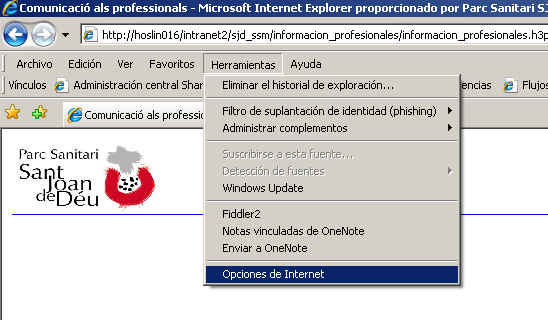 Comunicació als professionals - Microsoft Internet Explorer proporcionado por Parc Sanitari S
http://hoslin016/intranet2/sjd_ssm/informacion_profesionales/informacion_profesionales.h3p
Archivo Edición Ver Favoritos Herramientas Ayuda
Vínculos Administración central Shar
encias Flujos
Comunicació als professio
Eliminar el historial de exploración...
Filtro de suplantación de identidad (phishing)
Administrar complementos
Suscribirse a esta fuente...
Detección de fuentes
Windows Update
Fiddler2
Notas vinculadas de OneNote
Enviar a OneNote
Opciones de Internet
Parc Sanitari
Sant
Joan
de Déu